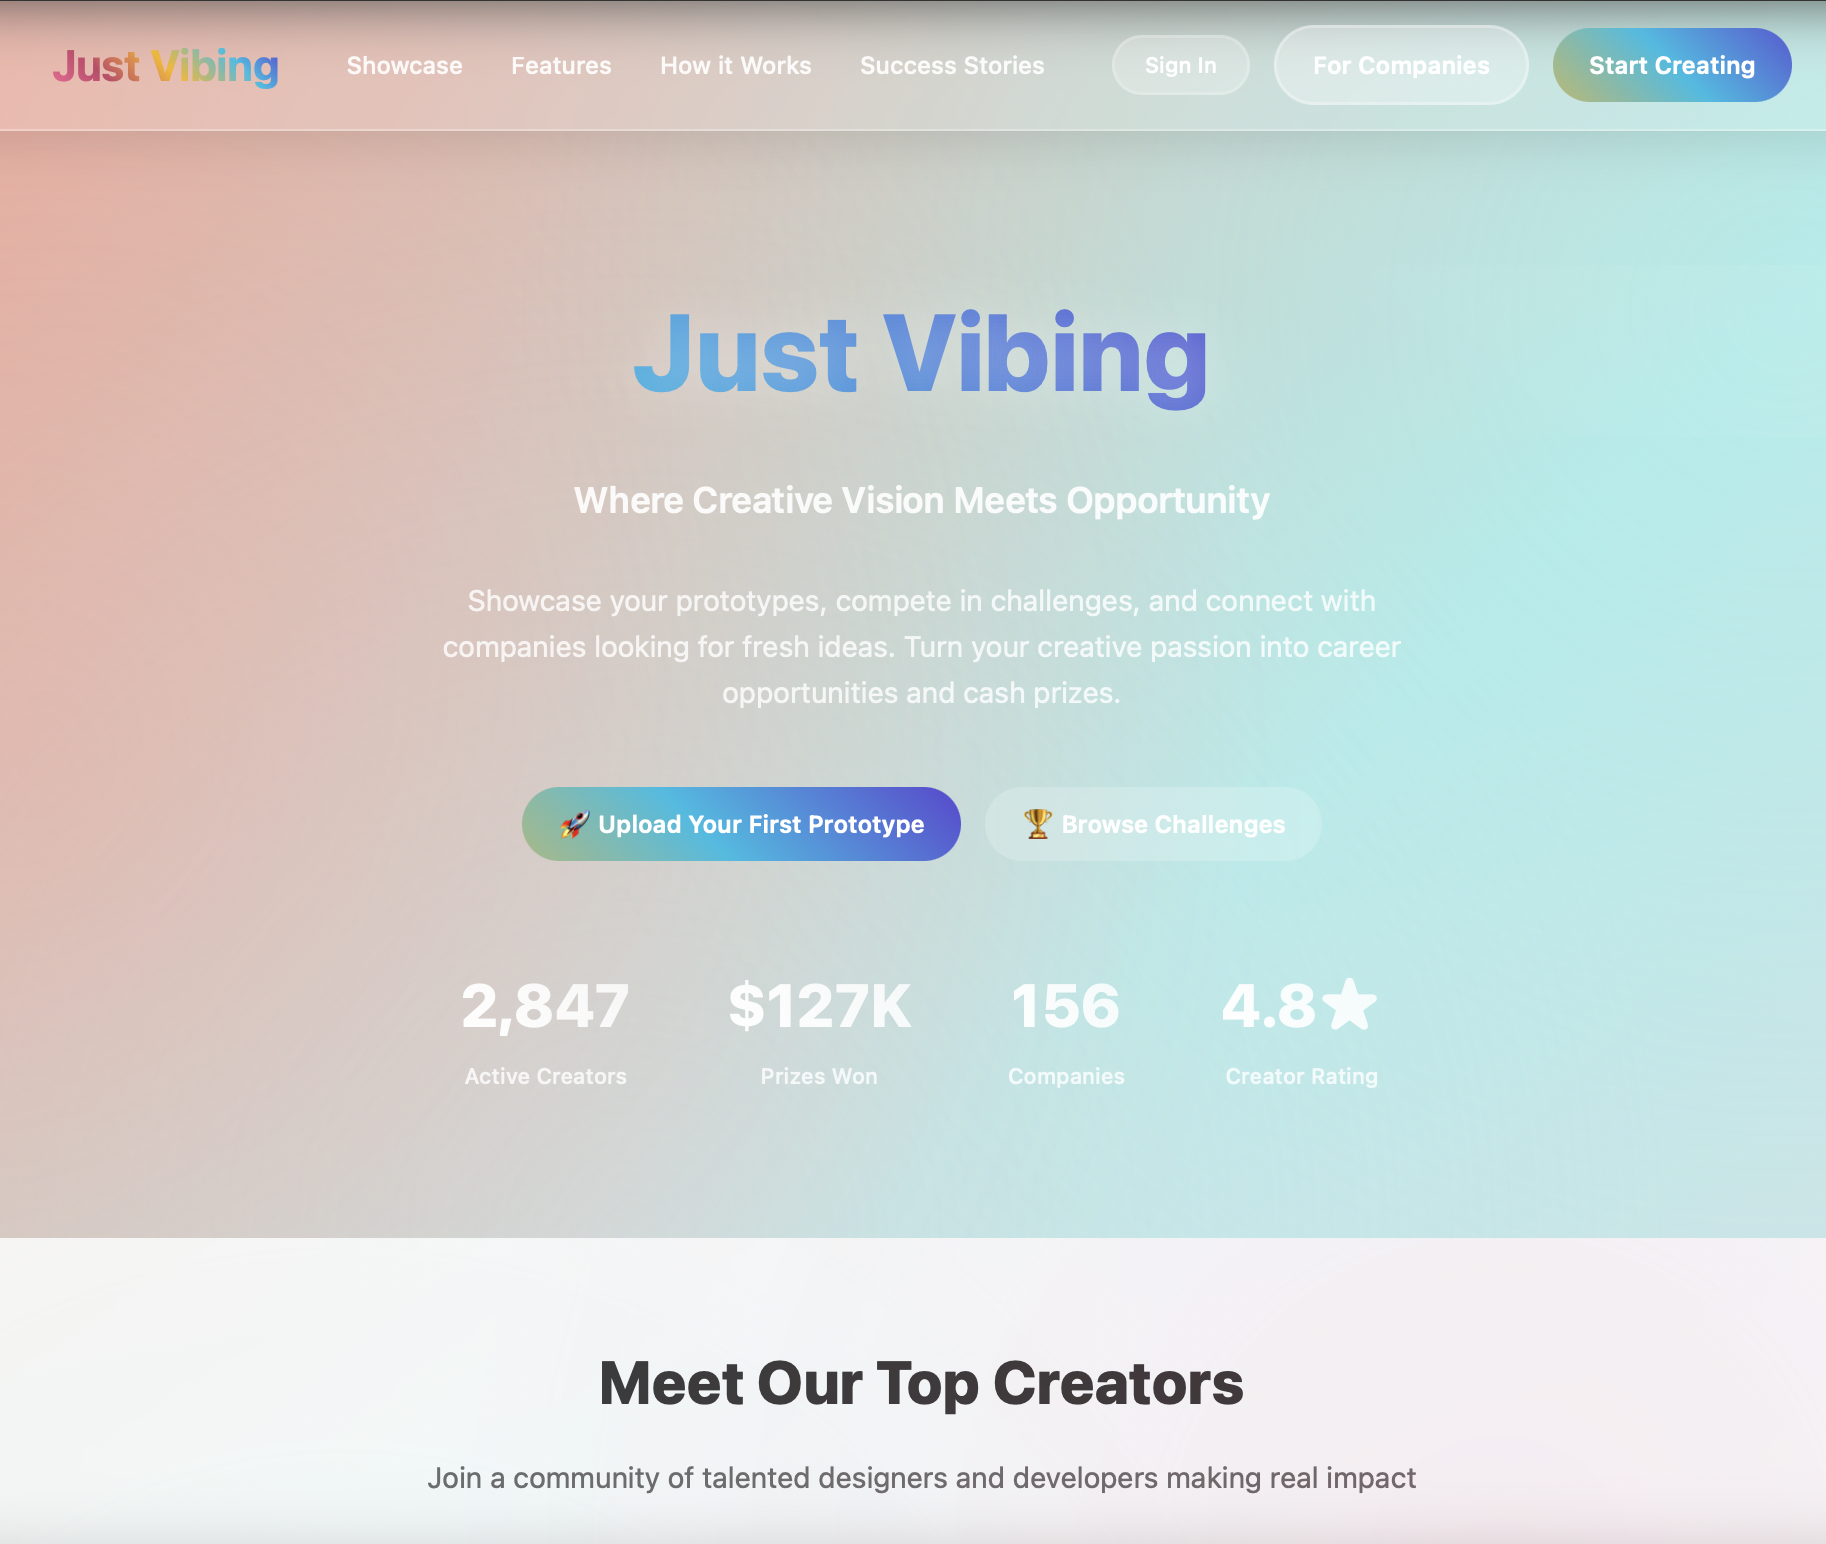 Just Vibing
Showcase
Features
How it Works
Success Stories
Sign In
For Companies
Start Creating
Just Vibing
Where Creative Vision Meets Opportunity
Showcase your prototypes, compete in challenges, and connect with
companies looking for fresh ideas. Turn your creative passion into career
opportunities and cash prizes.
🚀 Upload Your First Prototype
🏆 Browse Challenges
2,847
Active Creators
$127K
Prizes Won
156
Companies
4.8★
Creator Rating
Meet Our Top Creators
Join a community of talented designers and developers making real impact